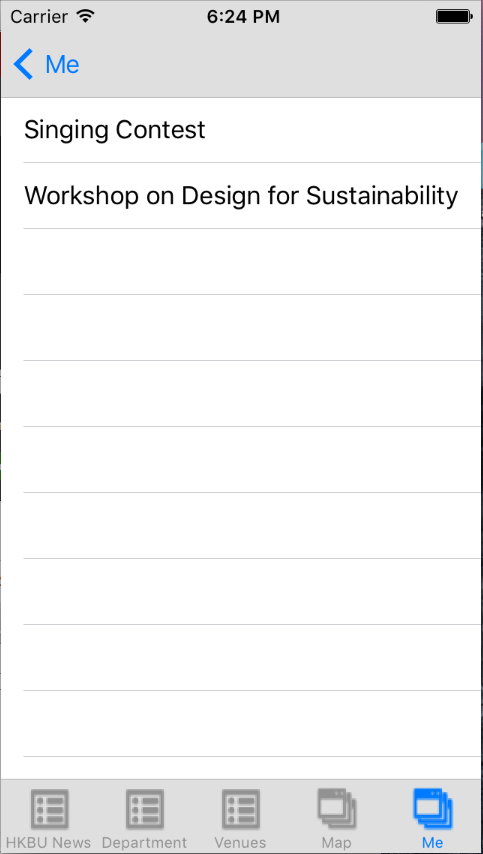 Carrier 6:24 PM
Me
Singing Contest
Workshop on Design for Sustainability
HKBU News Department Venues Map Me